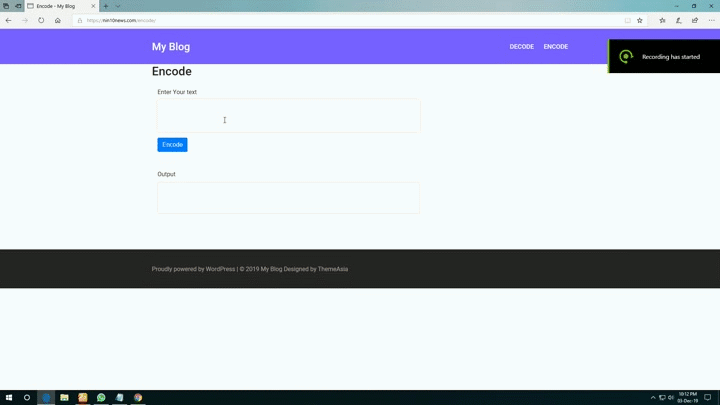 Encode - My Blog
https://nin10news.com/encode/
My Blog
DECODE ENCODE
Recording has started
Encode
Enter Your text
Encode
Output
Proudly powered by WordPress | © 2019 My Blog Designed by ThemeAsia
10:12 PM
03-Dec-19